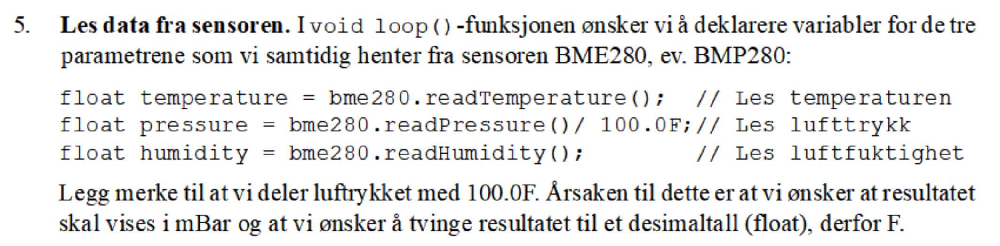 5. Les data fra sensoren. I void loop()-funksjonen ønsker vi å deklarere variabler for de tre
parametrene som vi samtidig henter fra sensoren BME280, ev. BMP280:
float temperature = bme280.readTemperature(); // Les temperaturen
float pressure = bme280.readPressure()/ 100.0F;// Les lufttrykk
float humidity = bme280.readHumidity(); // Les luftfuktighet
Legg merke til at vi deler luftrykket med 100.0F. Årsaken til dette er at vi ønsker at resultatet
skal vises i mBar og at vi ønsker å tvinge resultatet til et desimaltall (float), derfor F.